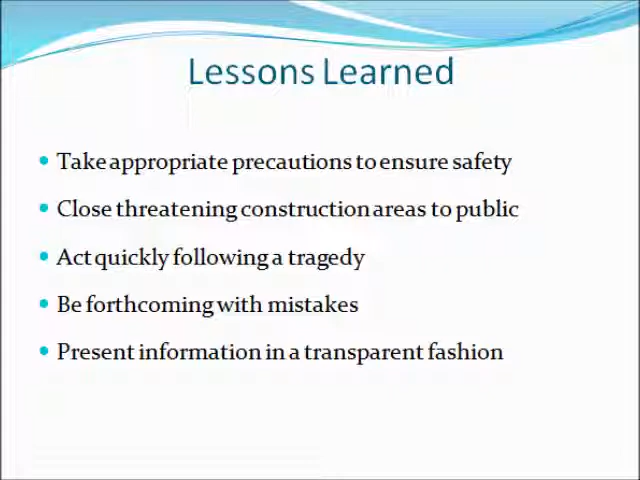 Lessons Learned
Take appropriate precautions to ensure safety
Close threatening construction areas to public
Act quickly following a tragedy
Be forthcoming with mistakes
Present information in a transparent fashion